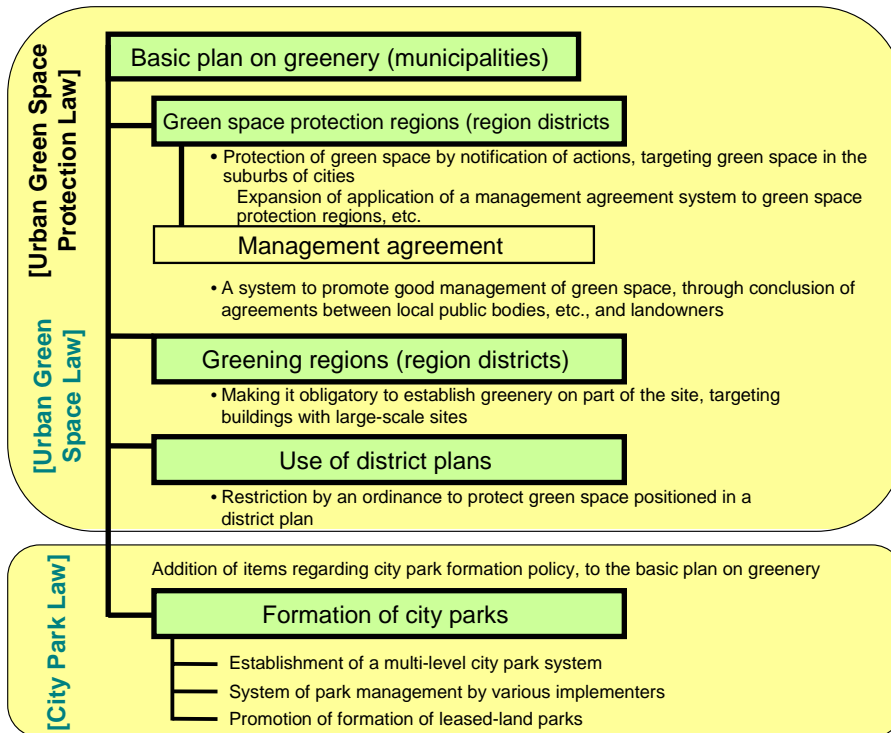 [Urban Green Space
Protection Law]
[Urban Green
Space Law]
Basic plan on greenery (municipalities)
Green space protection regions (region districts
• Protection of green space by notification of actions, targeting green space in the
suburbs of cities
Expansion of application of a management agreement system to green space
protection regions, etc.
Management agreement
• A system to promote good management of green space, through conclusion of
agreements between local public bodies, etc., and landowners
Greening regions (region districts)
• Making it obligatory to establish greenery on part of the site, targeting
buildings with large-scale sites
Use of district plans
• Restriction by an ordinance to protect green space positioned in a
district plan
[City Park Law]
Addition of items regarding city park formation policy, to the basic plan on greenery
Formation of city parks
Establishment of a multi-level city park system
System of park management by various implementers
Promotion of formation of leased-land parks